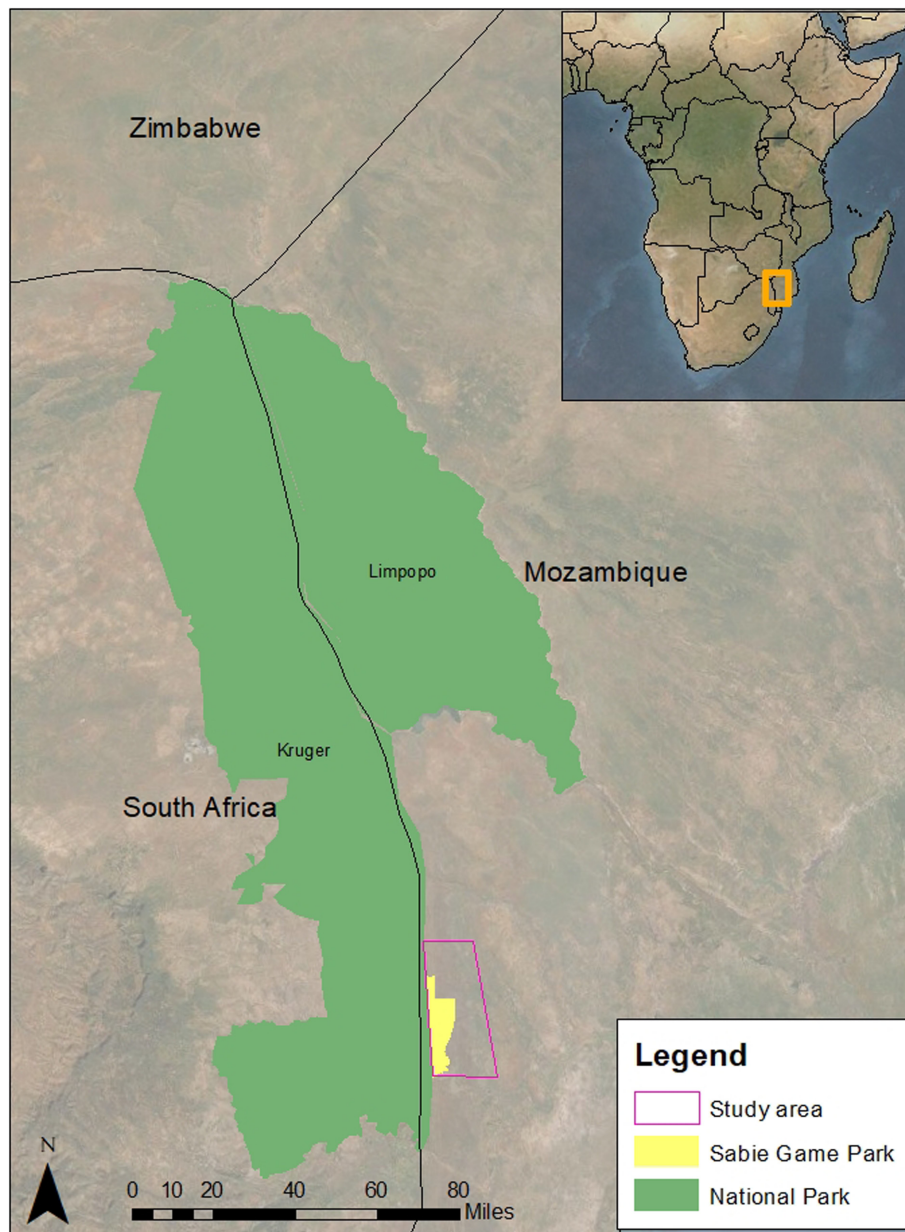 Zimbabwe
Limpopo
Mozambique
Kruger
South Africa
N
0 10 20 40 60 80
Miles
Legend
Study area
Sabie Game Park
National Park